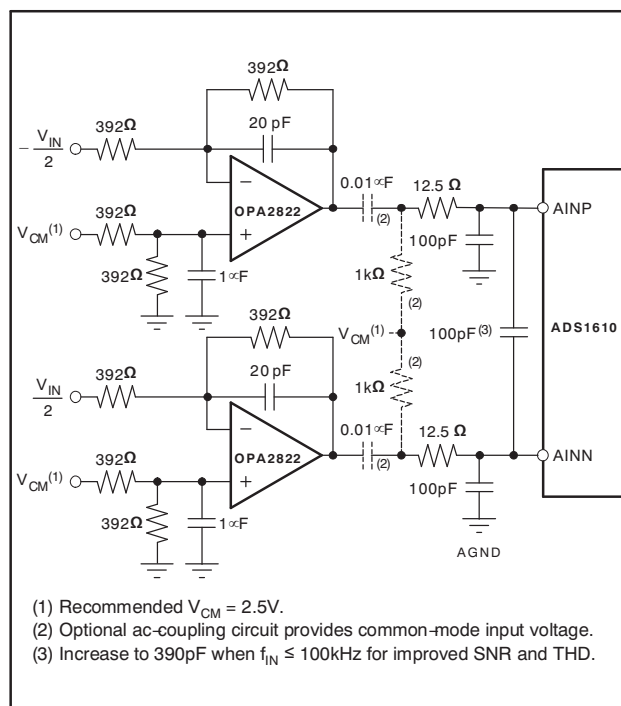 392Ω
392Ω
20 pF
− V_IN / 2
OPA2822
0.01∝F
(2)
12.5 Ω
AINP
392Ω
V_CM(1)
392Ω
1∝F
100pF
1kΩ
(2)
392Ω
V_CM(1)
100pF(3)
ADS1610
392Ω
20 pF
V_IN / 2
(2)
1kΩ
OPA2822
0.01∝F
(2)
12.5 Ω
AINN
392Ω
V_CM(1)
392Ω
1∝F
100pF
AGND
(1) Recommended V_CM = 2.5V.
(2) Optional ac−coupling circuit provides common−mode input voltage.
(3) Increase to 390pF when f_IN ≤ 100kHz for improved SNR and THD.